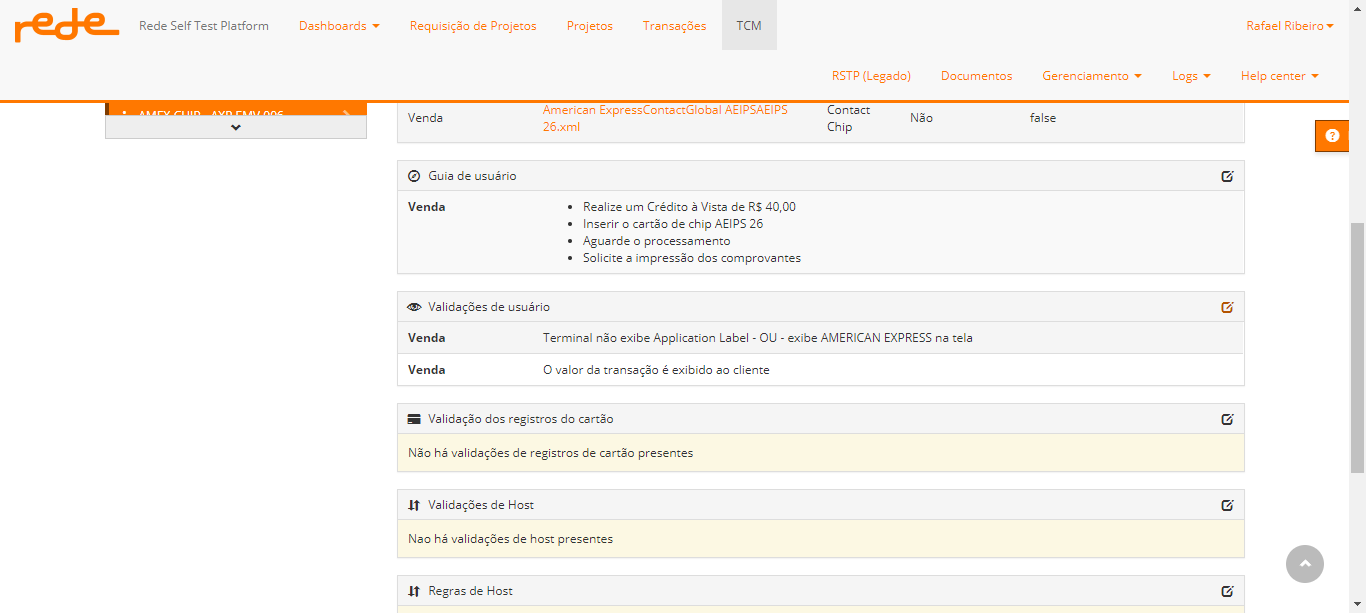 rede
Rede Self Test Platform
Dashboards
Requisição de Projetos
Projetos
Transações
TCM
Rafael Ribeiro
RSTP (Legado)
Documentos
Gerenciamento
Logs
Help center
AMEX CHIP - AXP EMV 006
Venda
American ExpressContactGlobal AEIPSAEIPS
26.xml
Contact
Chip
Não
false
Guia de usuário
Venda
Realize um Crédito à Vista de R$ 40,00
Inserir o cartão de chip AEIPS 26
Aguarde o processamento
Solicite a impressão dos comprovantes
Validações de usuário
Venda
Terminal não exibe Application Label - OU - exibe AMERICAN EXPRESS na tela
Venda
O valor da transação é exibido ao cliente
Validação dos registros do cartão
Não há validações de registros de cartão presentes
Validações de Host
Nao há validações de host presentes
Regras de Host